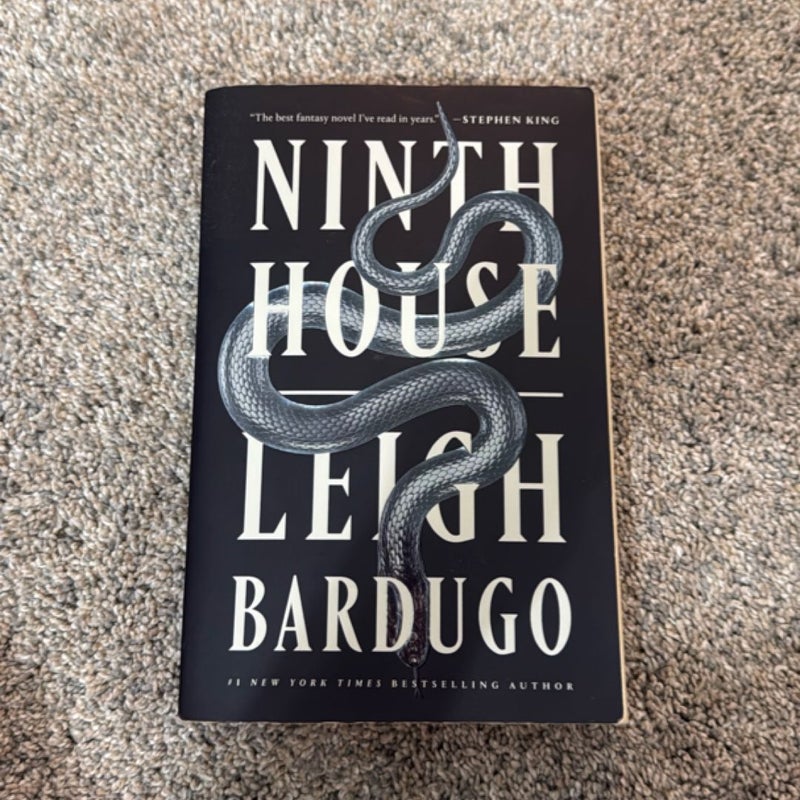 "The best fantasy novel I've read in years." —STEPHEN KING
NINTH
HOUSE
LEIGH
BARDUGO
#1 NEW YORK TIMES BESTSELLING AUTHOR